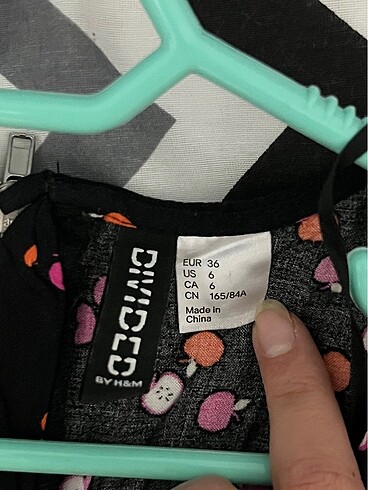 DIVIDED
BY H&M
EUR 36
US 6
CA 6
CN 165/84A
Made in
China